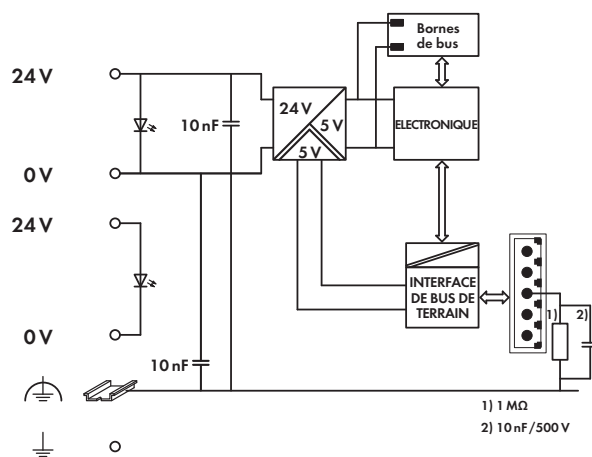 Bornes
de bus
24 V
10 nF
24 V
5 V
5 V
ELECTRONIQUE
0 V
24 V
INTERFACE
DE BUS DE
TERRAIN
1)
2)
0 V
10 nF
1) 1 MΩ
2) 10 nF/500 V